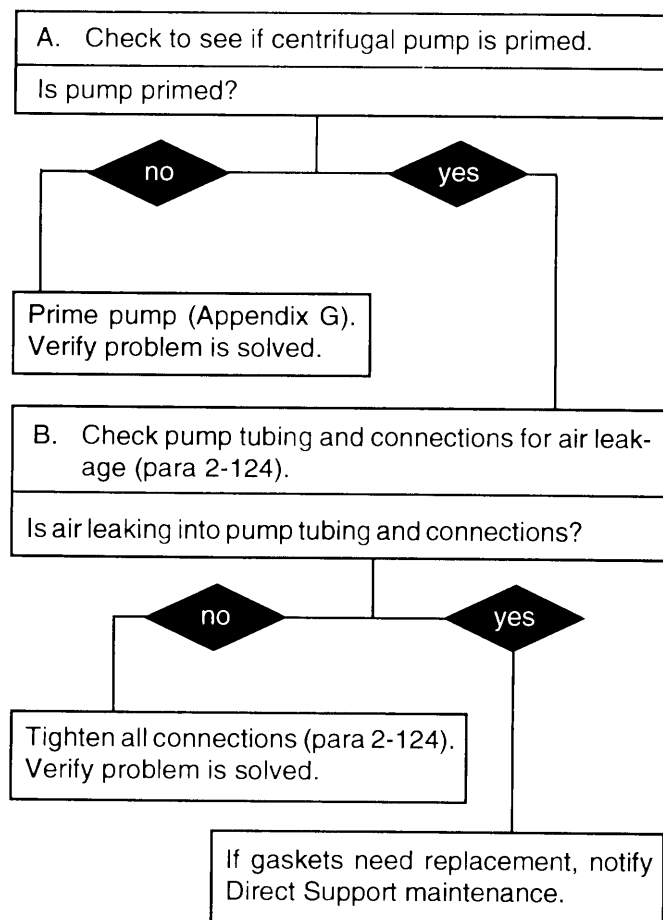 A. Check to see if centrifugal pump is primed.
Is pump primed?
no
yes
Prime pump (Appendix G).
Verify problem is solved.
B. Check pump tubing and connections for air leak-
age (para 2-124).
Is air leaking into pump tubing and connections?
no
yes
Tighten all connections (para 2-124).
Verify problem is solved.
If gaskets need replacement, notify
Direct Support maintenance.